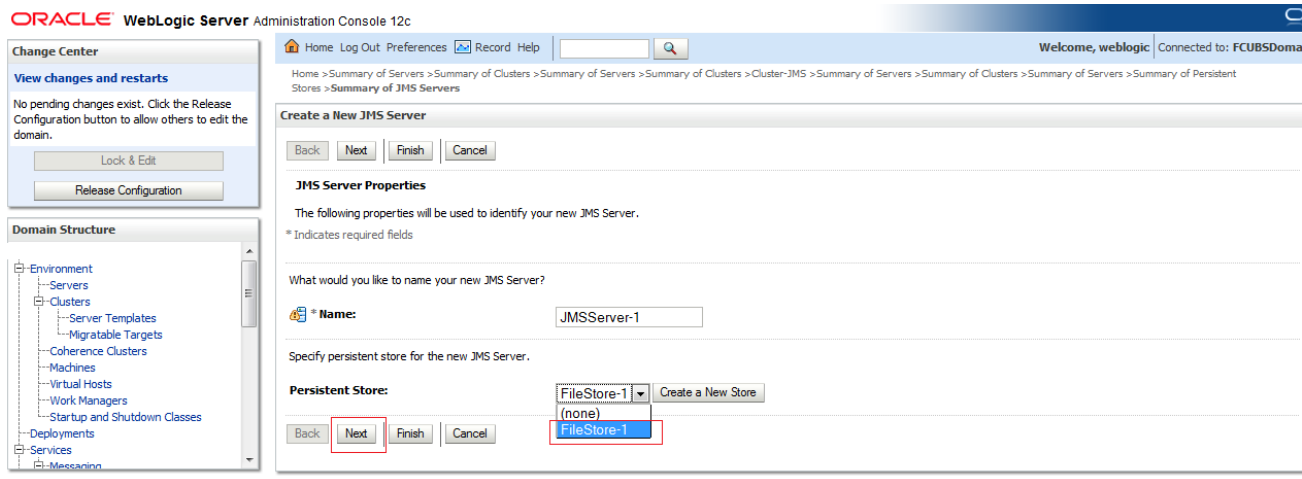 ORACLE WebLogic Server Administration Console 12c
Change Center
View changes and restarts
No pending changes exist. Click the Release
Configuration button to allow others to edit the
domain.
Lock & Edit
Release Configuration
Domain Structure
Environment
Servers
Clusters
Server Templates
Migratable Targets
Coherence Clusters
Machines
Virtual Hosts
Work Managers
Startup and Shutdown Classes
Deployments
Services
Messaging
Home Log Out Preferences Record Help
Welcome, weblogic Connected to: FCUBSDoma
Home >Summary of Servers >Summary of Clusters >Summary of Servers >Summary of Clusters >Cluster-JMS >Summary of Servers >Summary of Clusters >Summary of Servers >Summary of Persistent
Stores >Summary of JMS Servers
Create a New JMS Server
Back Next Finish Cancel
JMS Server Properties
The following properties will be used to identify your new JMS Server.
* Indicates required fields
What would you like to name your new JMS Server?
* Name: JMSServer-1
Specify persistent store for the new JMS Server.
Persistent Store: FileStore-1 Create a New Store
(none)
FileStore-1
Back Next Finish Cancel